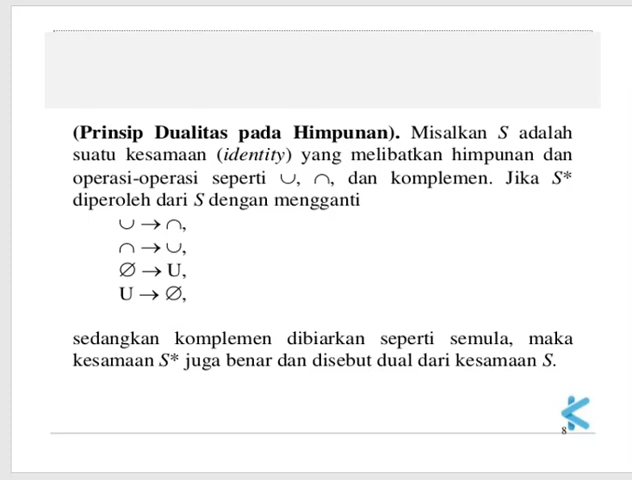 (Prinsip Dualitas pada Himpunan). Misalkan S adalah
suatu kesamaan (identity) yang melibatkan himpunan dan
operasi-operasi seperti ∪, ∩, dan komplemen. Jika S*
diperoleh dari S dengan mengganti
∪ → ∩,
∩ → ∪,
∅ → U,
U → ∅,
sedangkan komplemen dibiarkan seperti semula, maka
kesamaan S* juga benar dan disebut dual dari kesamaan S.
8